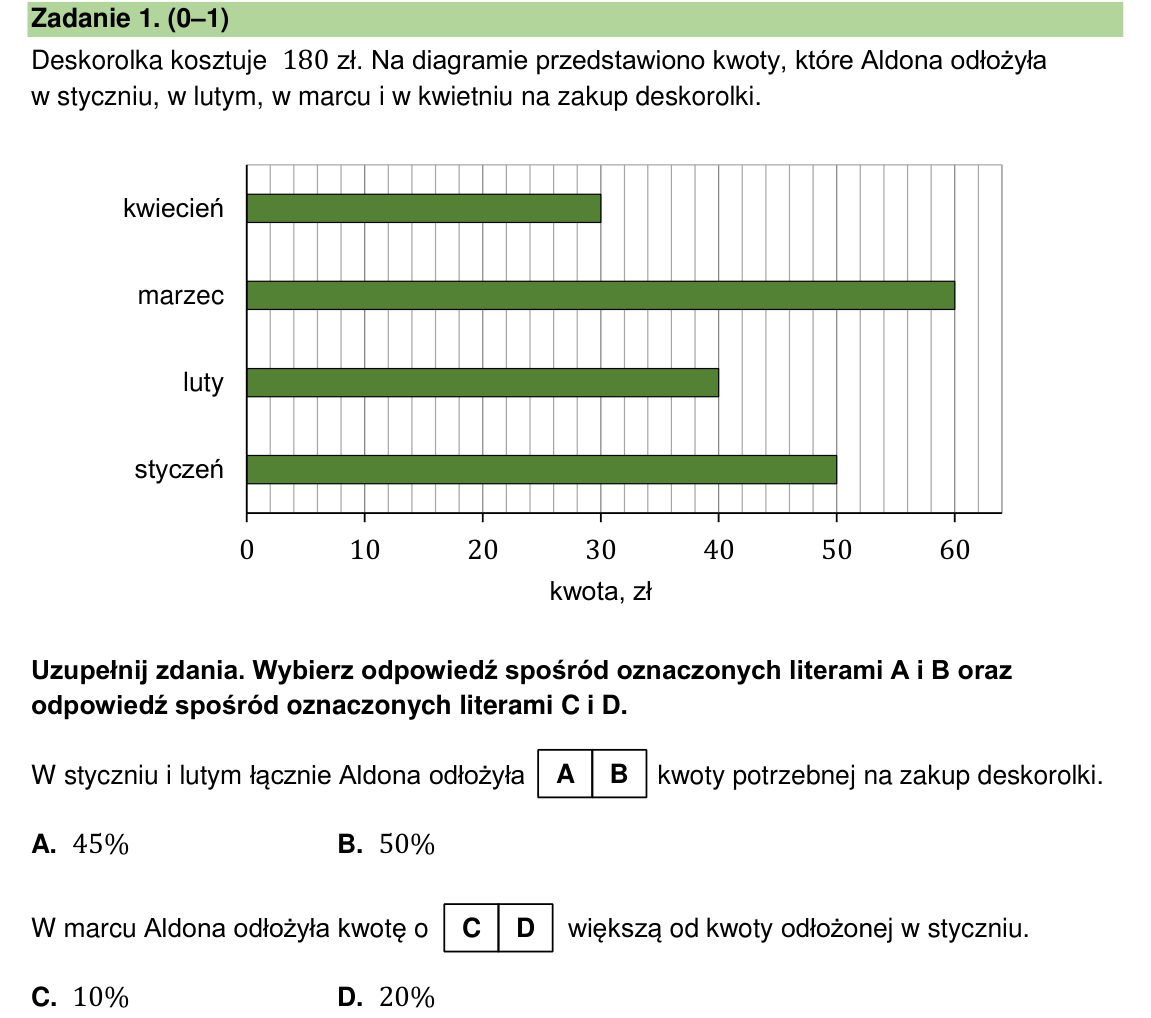 Zadanie 1. (0–1)
Deskorolka kosztuje 180 zł. Na diagramie przedstawiono kwoty, które Aldona odłożyła
w styczniu, w lutym, w marcu i w kwietniu na zakup deskorolki.
kwiecień
marzec
luty
styczeń
0 10 20 30 40 50 60
kwota, zł
Uzupełnij zdania. Wybierz odpowiedź spośród oznaczonych literami A i B oraz
odpowiedź spośród oznaczonych literami C i D.
W styczniu i lutym łącznie Aldona odłożyła A B kwoty potrzebnej na zakup deskorolki.
A. 45% B. 50%
W marcu Aldona odłożyła kwotę o C D większą od kwoty odłożonej w styczniu.
C. 10% D. 20%